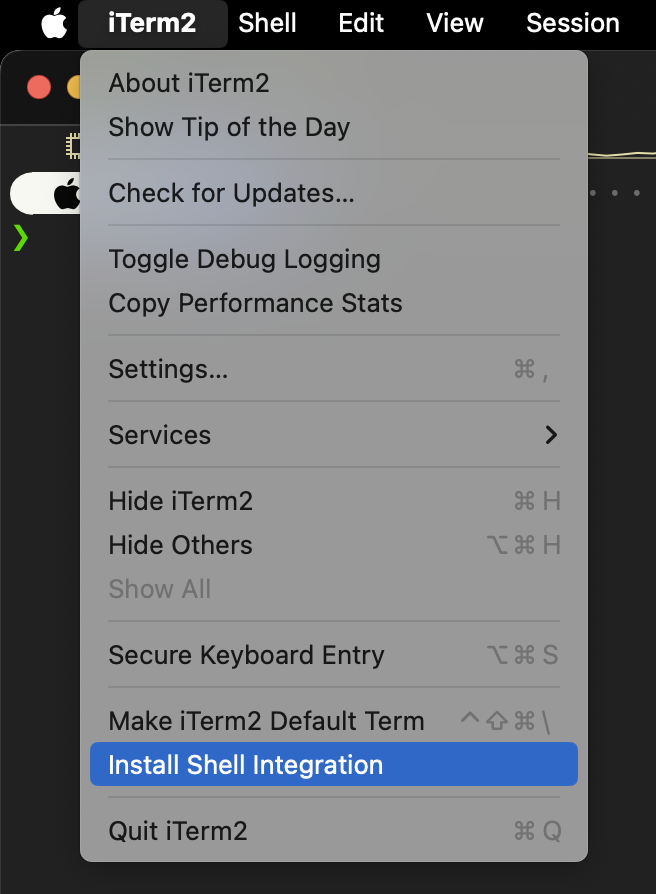 iTerm2 Shell Edit View Session
About iTerm2
Show Tip of the Day
Check for Updates...
Toggle Debug Logging
Copy Performance Stats
Settings... ⌘ ,
Services
Hide iTerm2 ⌘ H
Hide Others ⌥ ⌘ H
Show All
Secure Keyboard Entry ⌥ ⌘ S
Make iTerm2 Default Term ^ ⇧ ⌘ \
Install Shell Integration
Quit iTerm2 ⌘ Q